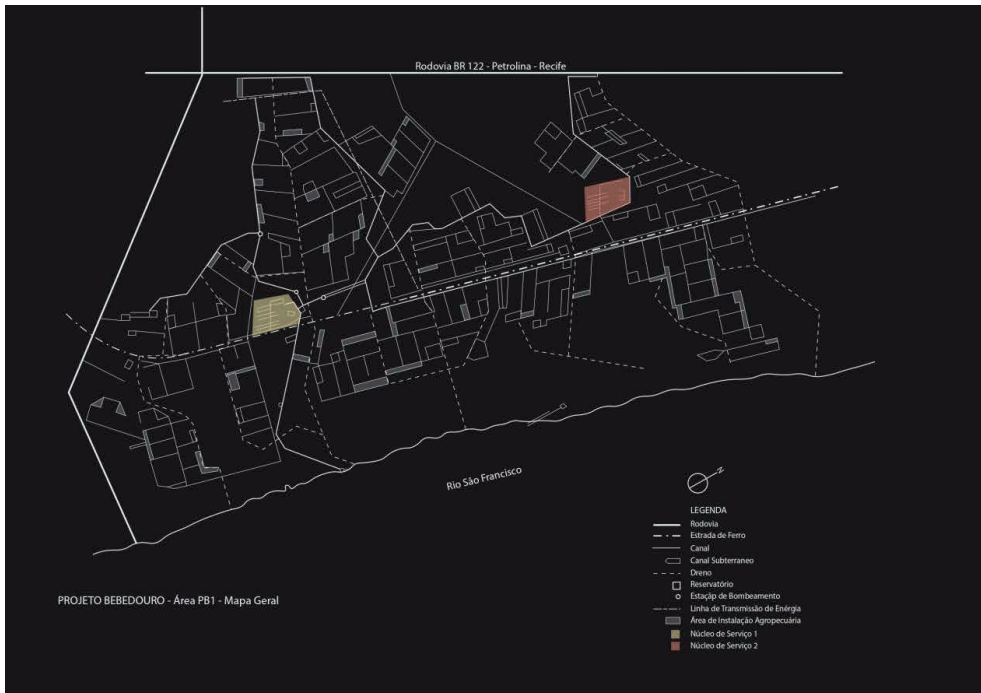 Rodovia BR 122 - Petrolina - Recife
Rio São Francisco
N
LEGENDA
Rodovia
Estrada de Ferro
Canal
Canal Subterraneo
Dreno
Reservatório
Estaçãp de Bombeamento
Linha de Transmissão de Enérgia
Área de Instalação Agropecuária
Núcleo de Serviço 1
Núcleo de Serviço 2
PROJETO BEBEDOURO - Área PB1 - Mapa Geral